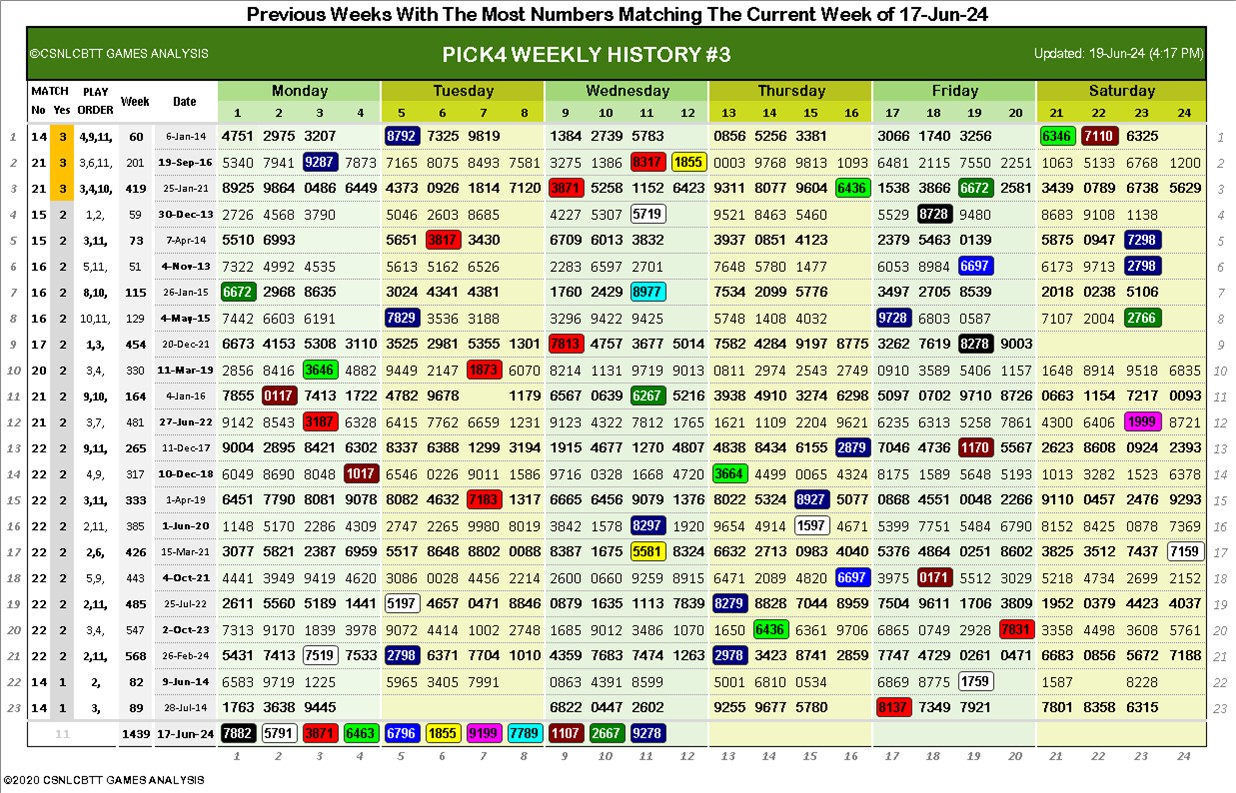 Previous Weeks With The Most Numbers Matching The Current Week of 17-Jun-24
©CSNLCBTT GAMES ANALYSIS PICK4 WEEKLY HISTORY #3 Updated: 19-Jun-24 (4:17 PM)
MATCH PLAY Week Date Monday Tuesday Wednesday Thursday Friday Saturday
No Yes ORDER 1 2 3 4 5 6 7 8 9 10 11 12 13 14 15 16 17 18 19 20 21 22 23 24
1 14 3 4,9,11, 60 6-Jan-14 4751 2975 3207 8792 7325 9819 1384 2739 5783 0856 5256 3381 3066 1740 3256 6346 7110 6325 1
2 21 3 3,6,11, 201 19-Sep-16 5340 7941 9287 7873 7165 8075 8493 7581 3275 1386 8317 1855 0003 9768 9813 1093 6481 2115 7550 2251 1063 5133 6768 1200 2
3 21 3 3,4,10, 419 25-Jan-21 8925 9864 0486 6449 4373 0926 1814 7120 3871 5258 1152 6423 9311 8077 9604 6436 1538 3866 6672 2581 3439 0789 6738 5629 3
4 15 2 1,2, 59 30-Dec-13 2726 4568 3790 5046 2603 8685 4227 5307 5719 9521 8463 5460 5529 8728 9480 8683 9108 1138 4
5 15 2 3,11, 73 7-Apr-14 5510 6993 5651 3817 3430 6709 6013 3832 3937 0851 4123 2379 5463 0139 5875 0947 7298 5
6 16 2 5,11, 51 4-Nov-13 7322 4992 4535 5613 5162 6526 2283 6597 2701 7648 5780 1477 6053 8984 6697 6173 9713 2798 6
7 16 2 8,10, 115 26-Jan-15 6672 2968 8635 3024 4341 4381 1760 2429 8977 7534 2099 5776 3497 2705 8539 2018 0238 5106 7
8 16 2 10,11, 129 4-May-15 7442 6603 6191 7829 3536 3188 3296 9422 9425 5748 1408 4032 9728 6803 0587 7107 2004 2766 8
9 17 2 1,3, 454 20-Dec-21 6673 4153 5308 3110 3525 2981 5355 1301 7813 4757 3677 5014 7582 4284 9197 8775 3262 7619 8278 9003 9
10 20 2 3,4, 330 11-Mar-19 2856 8416 3646 4882 9449 2147 1873 6070 8214 1131 9719 9013 0811 2974 2543 2749 0910 3589 5406 1157 1648 8914 9518 6835 10
11 21 2 9,10, 164 4-Jan-16 7855 0117 7413 1722 4782 9678 1179 6567 0639 6267 5216 3938 4910 3274 6298 5097 0702 9710 8726 0663 1154 7217 0093 11
12 21 2 3,7, 481 27-Jun-22 9142 8543 3187 6328 6415 7762 6659 1231 9123 4322 7812 1765 1621 1109 2204 9621 6235 6313 5258 7861 4300 6406 1999 8721 12
13 22 2 9,11, 265 11-Dec-17 9004 2895 8421 6302 8337 6388 1299 3194 1915 4677 1270 4807 4838 8434 6155 2879 7046 4736 1170 5567 2623 8608 0924 2393 13
14 22 2 4,9, 317 10-Dec-18 6049 8690 8048 1017 6546 0226 9011 1586 9716 0328 1668 4720 3664 4499 0065 4324 8175 1589 5648 5193 1013 3282 1523 6378 14
15 22 2 3,11, 333 1-Apr-19 6451 7790 8081 9078 8082 4632 7183 1317 6665 6456 9079 1376 8022 5324 8927 5077 0868 4551 0048 2266 9110 0457 2476 9293 15
16 22 2 2,11, 385 1-Jun-20 1148 5170 2286 4309 2747 2265 9980 8019 3842 1578 8297 1920 9654 4914 1597 4671 5399 7751 5484 6790 8152 8425 0878 7369 16
17 22 2 2,6, 426 15-Mar-21 3077 5821 2387 6959 5517 8648 8802 0088 8387 1675 5581 8324 6632 2713 0983 4040 5376 4864 0251 8602 3825 3512 7437 7159 17
18 22 2 5,9, 443 4-Oct-21 4441 3949 9419 4620 3086 0028 4456 2214 2600 0660 9259 8915 6471 2089 4820 6697 3975 0171 5512 3029 5218 4734 2699 2152 18
19 22 2 2,11, 485 25-Jul-22 2611 5560 5189 1441 5197 4657 0471 8846 0879 1635 1113 7839 8279 8828 7044 8959 7504 9611 1706 3809 1952 0379 4423 4037 19
20 22 2 3,4, 547 2-Oct-23 7313 9170 1839 3978 9072 4414 1002 2748 1685 9012 3486 1070 1650 6436 6361 9706 6865 0749 2928 7831 3358 4498 3608 5761 20
21 22 2 2,11, 568 26-Feb-24 5431 7413 7519 7533 2798 6371 7704 1010 4359 7683 7474 1263 2978 3423 8741 2859 7747 4729 0261 0471 6683 0856 5672 7188 21
22 14 1 2, 82 9-Jun-14 6583 9719 1225 5965 3405 7991 0863 4391 8599 5001 6810 0534 6869 8775 1759 1587 8228 22
23 14 1 3, 89 28-Jul-14 1763 3638 9445 6822 0447 2602 9255 9677 5780 8137 7349 7921 7801 8358 6315 23
11 1439 17-Jun-24 7882 5791 3871 6463 6796 1855 9199 7789 1107 2667 9278
1 2 3 4 5 6 7 8 9 10 11 12 13 14 15 16 17 18 19 20 21 22 23 24
©2020 CSNLCBTT GAMES ANALYSIS